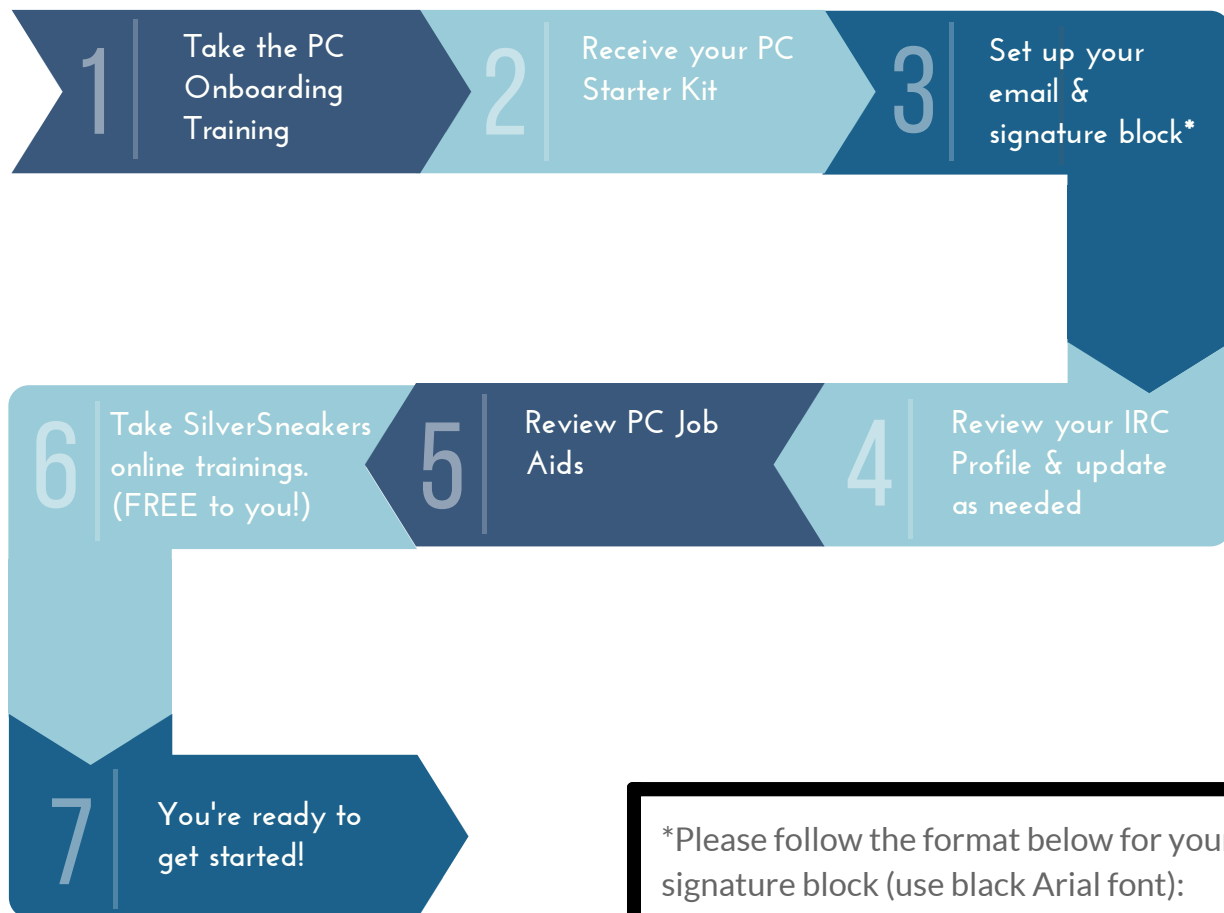 1
Take the PC
Onboarding
Training
2
Receive your PC
Starter Kit
3
Set up your
email &
signature block*
4
Review your IRC
Profile & update
as needed
5
Review PC Job
Aids
6
Take SilverSneakers
online trainings.
(FREE to you!)
7
You're ready to
get started!
*Please follow the format below for your
signature block (use black Arial font):